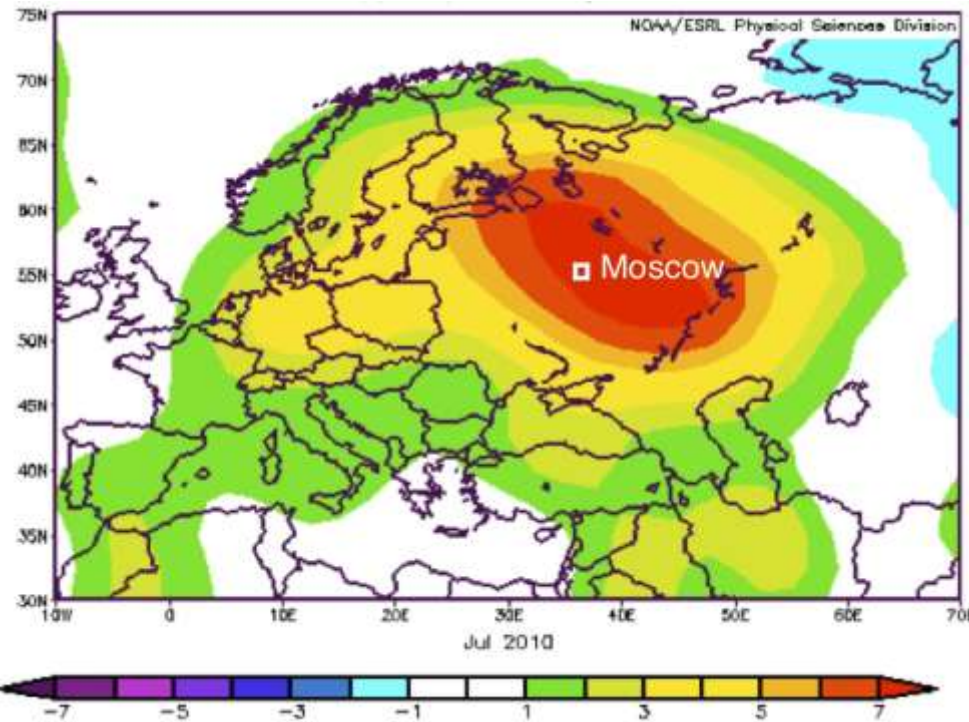 75N
NOAA/ESRL Physical Sciences Division
70N
65N
60N
55N
Moscow
50N
45N
40N
35N
30N
10W 0 10E 20E 30E 40E 50E 60E 70E
Jul 2010
-7 -5 -3 -1 1 3 5 7